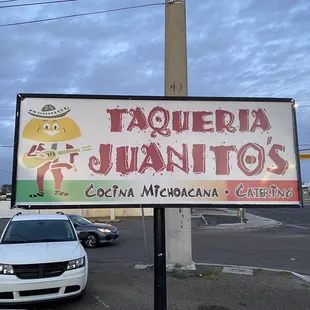 TAQUERIA
JUANITO'S
COCINA MICHOACANA • CATERING